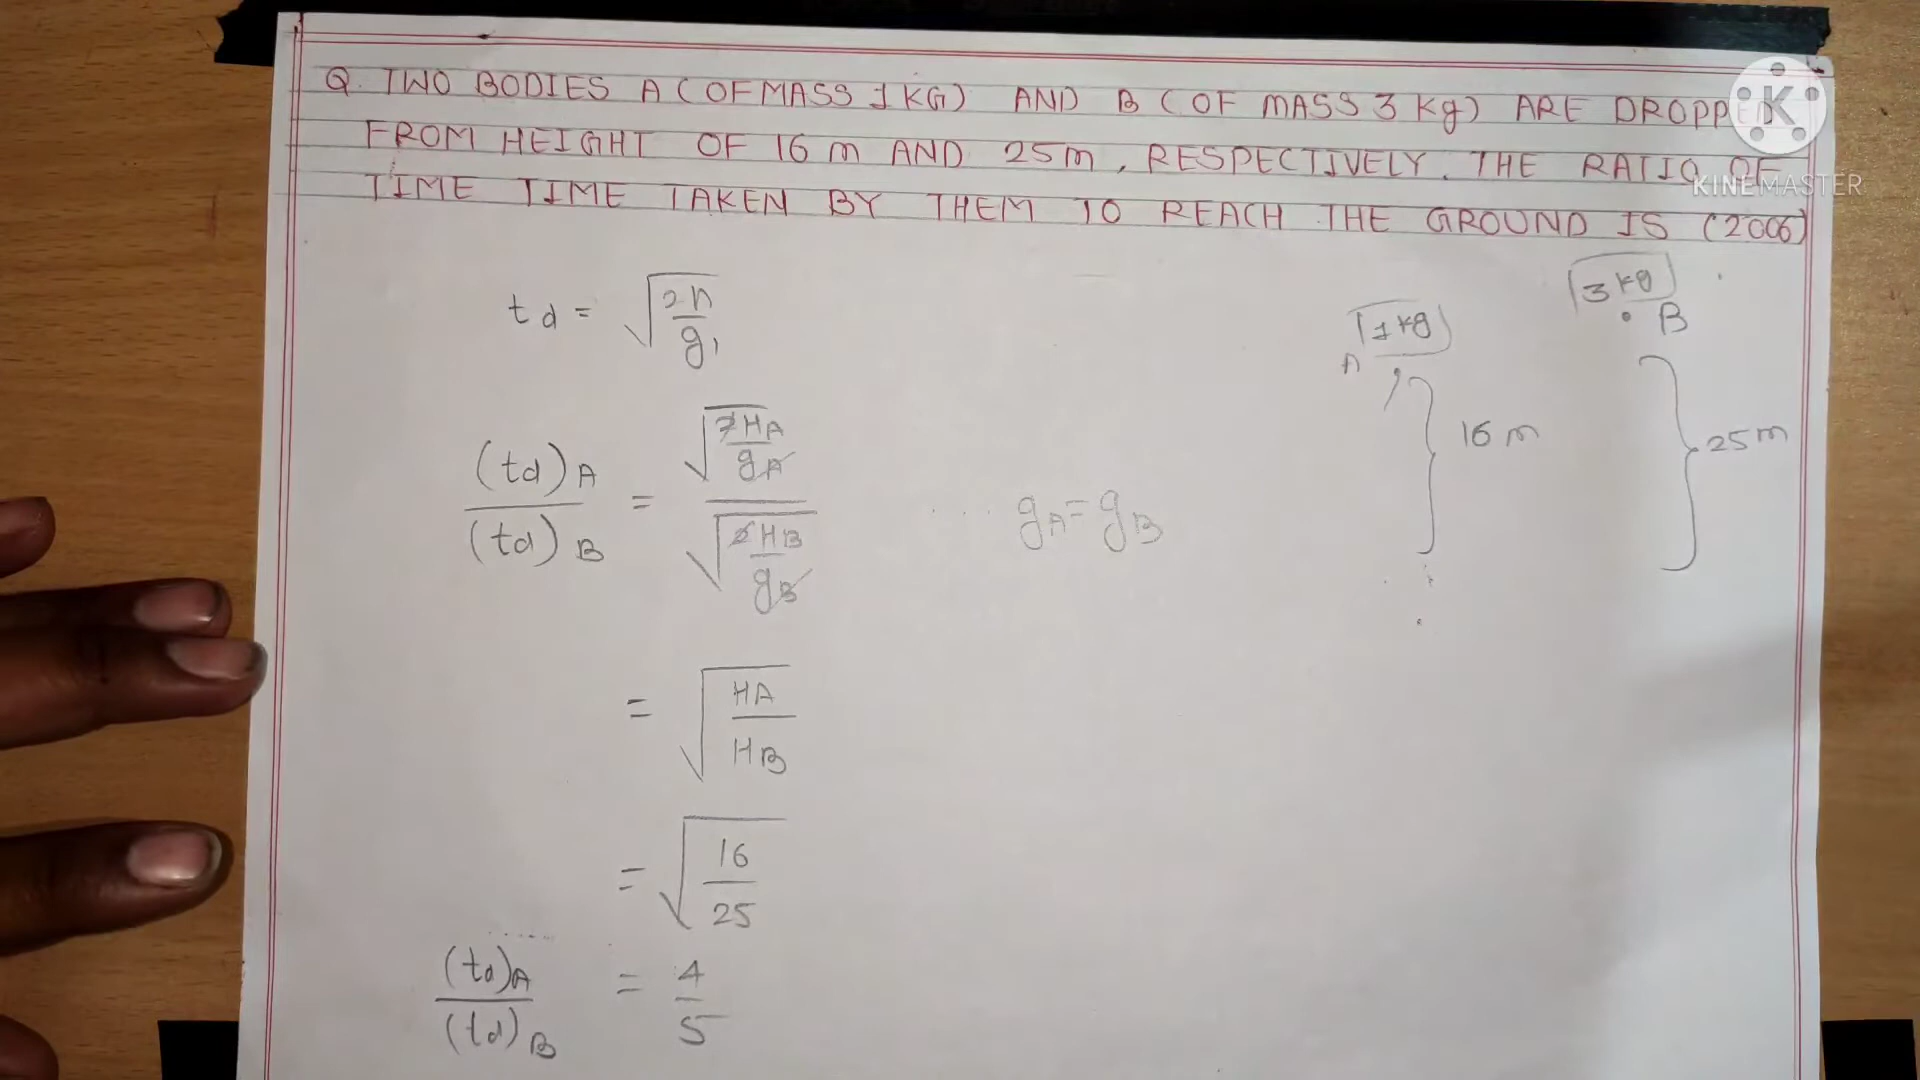 Q. TWO BODIES A (OF MASS 1 KG) AND B (OF MASS 3 Kg) ARE DROPPED
FROM HEIGHT OF 16 m AND 25m, RESPECTIVELY. THE RATIO OF
TIME TIME TAKEN BY THEM TO REACH THE GROUND IS (2006)
KINEMASTER
td = √(2h/g)
(td)A/(td)B = √(2HA/gA)/√(2HB/gB) .... gA = gB
= √(HA/HB)
= √(16/25)
(td)A/(td)B = 4/5
1 kg
A
16 m
3 kg
B
25 m